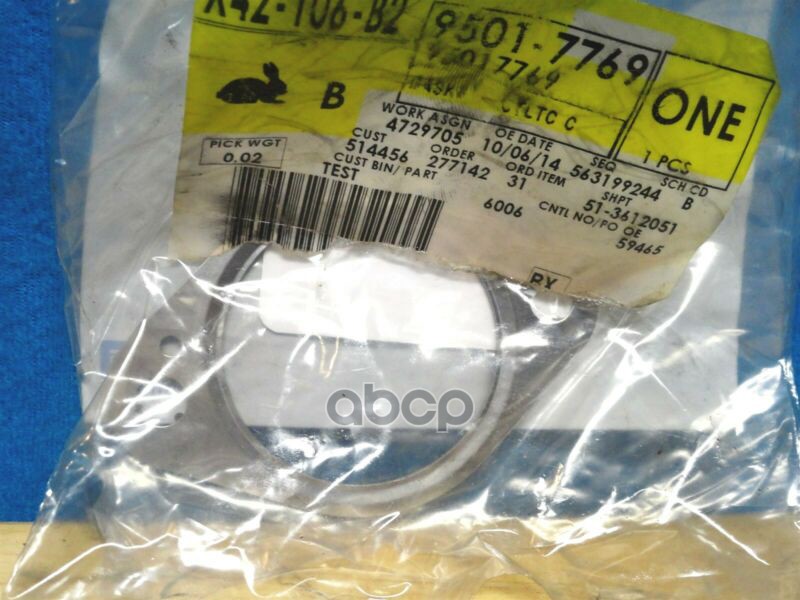 X42-106-B2
9501-7769
95017769
B
ONE
1 PCS
PICK WGT
0.02
WORK ASGN
4729705
OE DATE
10/06/14
SEQ
563199244
SCH CD
B
CUST
514456
ORDER
277142
ORD ITEM
31
SHPT
51-3612051
CUST BIN/ PART
TEST
6006
CNTL NO/PO OE
59465
abcp